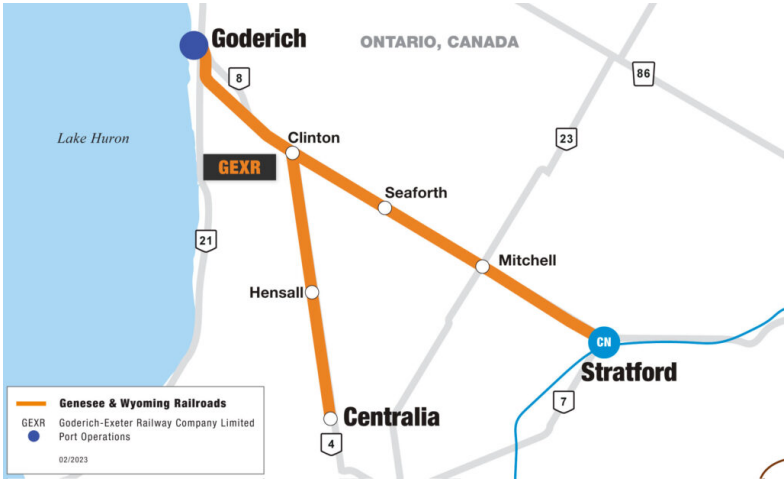 Goderich
ONTARIO, CANADA
8
86
Lake Huron
Clinton
23
GEXR
Seaforth
21
Mitchell
Hensall
CN
Stratford
7
Centralia
4
Genesee & Wyoming Railroads
GEXR Goderich-Exeter Railway Company Limited
Port Operations
02/2023